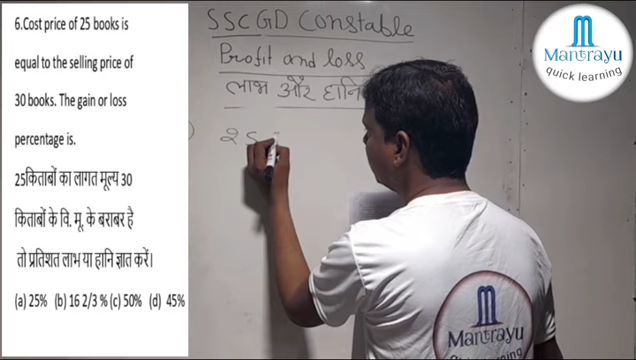 6.Cost price of 25 books is
equal to the selling price of
30 books. The gain or loss
percentage is.
25किताबों का लागत मूल्य 30
किताबों के वि. मू. के बराबर है
तो प्रतिशत लाभ या हानि ज्ञात करें।
(a) 25% (b) 16 2/3 % (c) 50% (d) 45%
SSC GD Constable
Profit and loss
लाभ और हानि
25
Mantrayu
quick learning
Mantrayu